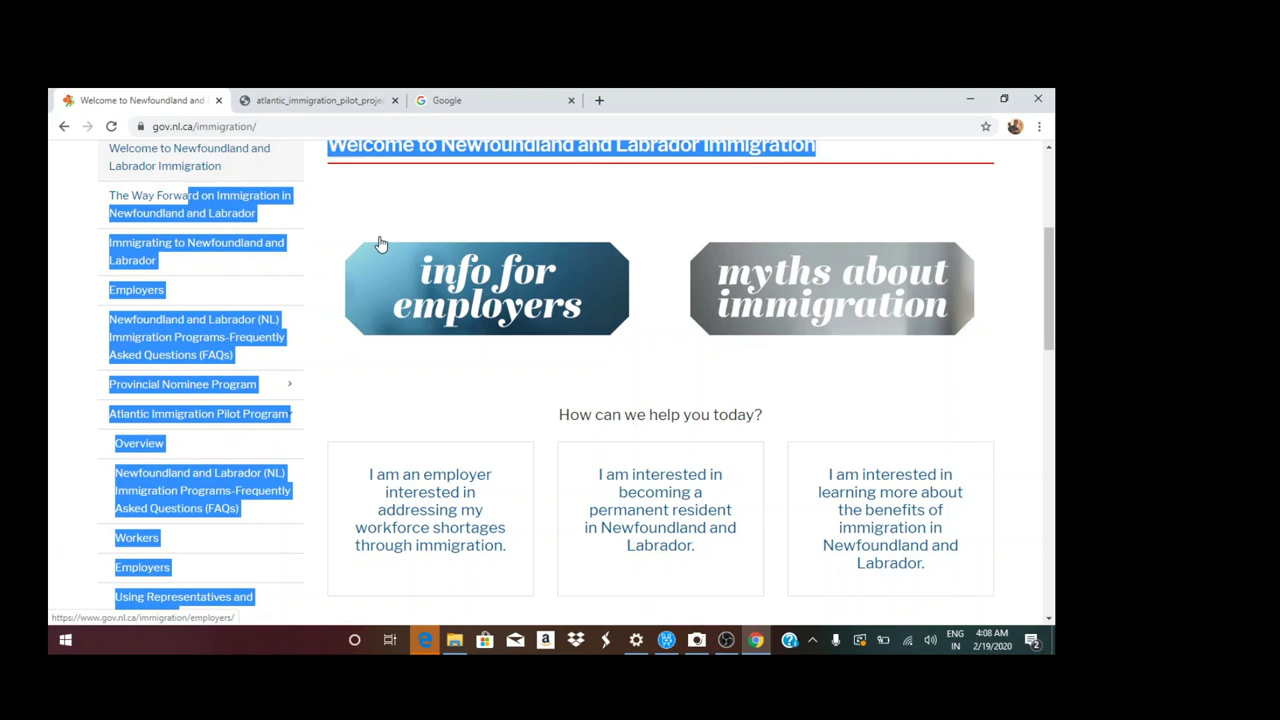 Welcome to Newfoundland and
atlantic_immigration_pilot_projec
Google
gov.nl.ca/immigration/
Welcome to Newfoundland and Labrador Immigration
Welcome to Newfoundland and
Labrador Immigration
The Way Forward on Immigration in
Newfoundland and Labrador
Immigrating to Newfoundland and
Labrador
Employers
Newfoundland and Labrador (NL)
Immigration Programs-Frequently
Asked Questions (FAQs)
Provincial Nominee Program
Atlantic Immigration Pilot Program
Overview
Newfoundland and Labrador (NL)
Immigration Programs-Frequently
Asked Questions (FAQs)
Workers
Employers
Using Representatives and
info for
employers
myths about
immigration
How can we help you today?
I am an employer
interested in
addressing my
workforce shortages
through immigration.
I am interested in
becoming a
permanent resident
in Newfoundland and
Labrador.
I am interested in
learning more about
the benefits of
immigration in
Newfoundland and
Labrador.
https://www.gov.nl.ca/immigration/employers/
ENG
IN
4:08 AM
2/19/2020
2